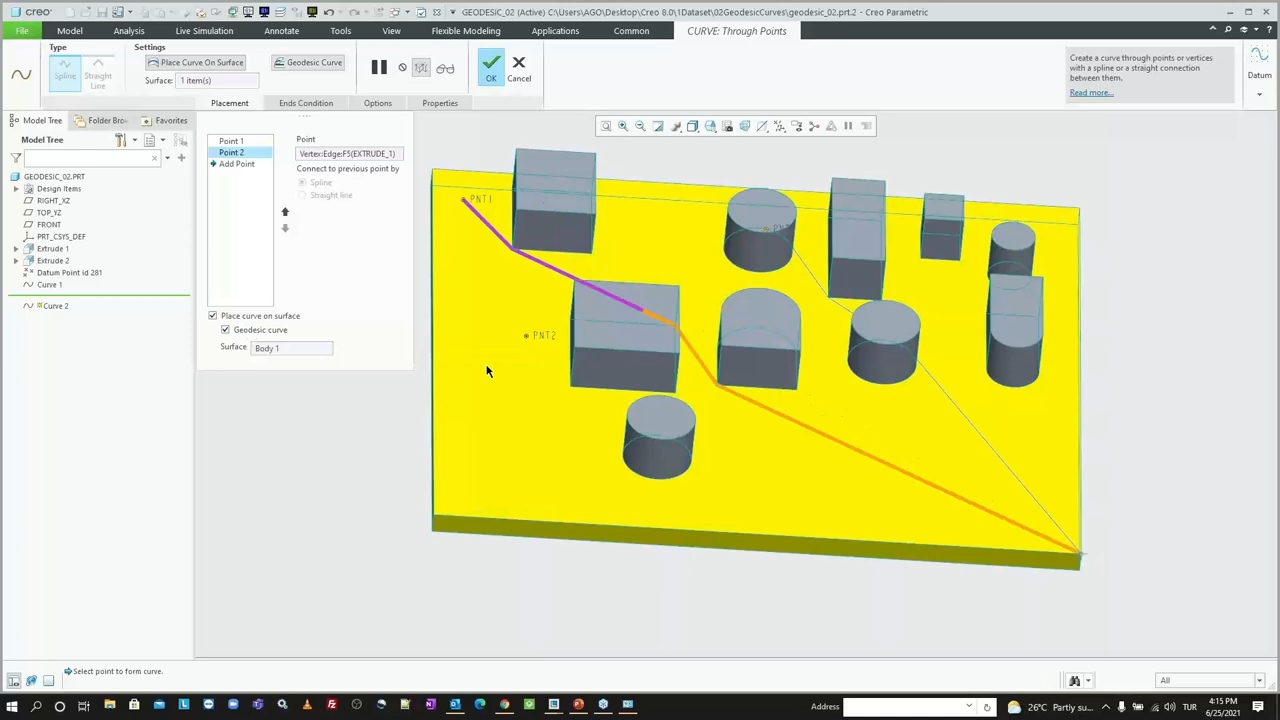 creo
GEODESIC_02 (Active) C:\Users\AGO\Desktop\Creo 8.0\1Dataset\02GeodesicCurves\geodesic_02.prt.2 - Creo Parametric
File Model Analysis Live Simulation Annotate Tools View Flexible Modeling Applications Common CURVE: Through Points
Type
Settings
Spline
Straight Line
Place Curve On Surface
Geodesic Curve
Surface: 1 item(s)
OK
Cancel
Create a curve through points or vertices
with a spline or a straight connection
between them.
Read more...
Datum
Placement Ends Condition Options Properties
Model Tree Folder Brov Favorites
Model Tree
GEODESIC_02.PRT
Design Items
RIGHT_XZ
TOP_YZ
FRONT
PRT_CSYS_DEF
Extrude 1
Extrude 2
Datum Point id 281
Curve 1
Curve 2
Point 1
Point 2
Add Point
Point
Vertex:Edge:F5(EXTRUDE_1)
Connect to previous point by
Spline
Straight line
Place curve on surface
Geodesic curve
Surface Body 1
PNT1
PNT2
Select point to form curve.
All
Address
26°C Partly su...
TUR
4:15 PM
6/25/2021